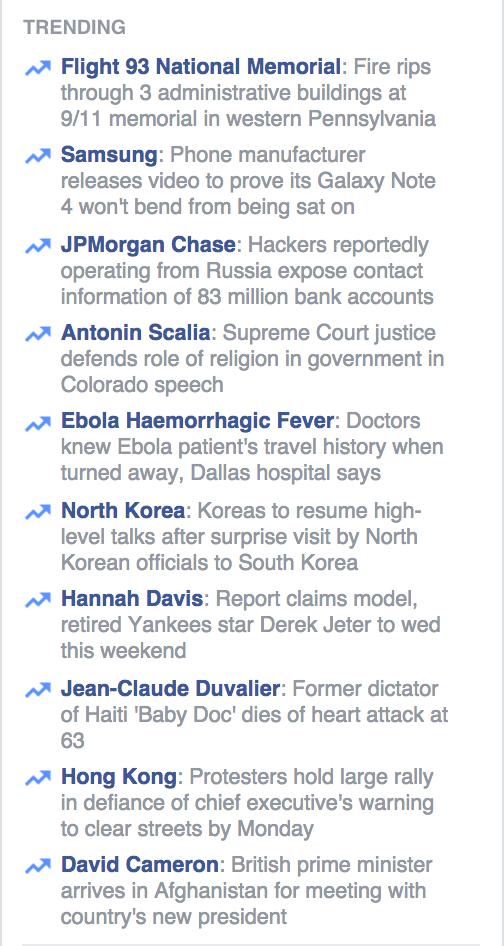 TRENDING
Flight 93 National Memorial: Fire rips
through 3 administrative buildings at
9/11 memorial in western Pennsylvania
Samsung: Phone manufacturer
releases video to prove its Galaxy Note
4 won't bend from being sat on
JPMorgan Chase: Hackers reportedly
operating from Russia expose contact
information of 83 million bank accounts
Antonin Scalia: Supreme Court justice
defends role of religion in government in
Colorado speech
Ebola Haemorrhagic Fever: Doctors
knew Ebola patient's travel history when
turned away, Dallas hospital says
North Korea: Koreas to resume high-
level talks after surprise visit by North
Korean officials to South Korea
Hannah Davis: Report claims model,
retired Yankees star Derek Jeter to wed
this weekend
Jean-Claude Duvalier: Former dictator
of Haiti 'Baby Doc' dies of heart attack at
63
Hong Kong: Protesters hold large rally
in defiance of chief executive's warning
to clear streets by Monday
David Cameron: British prime minister
arrives in Afghanistan for meeting with
country's new president